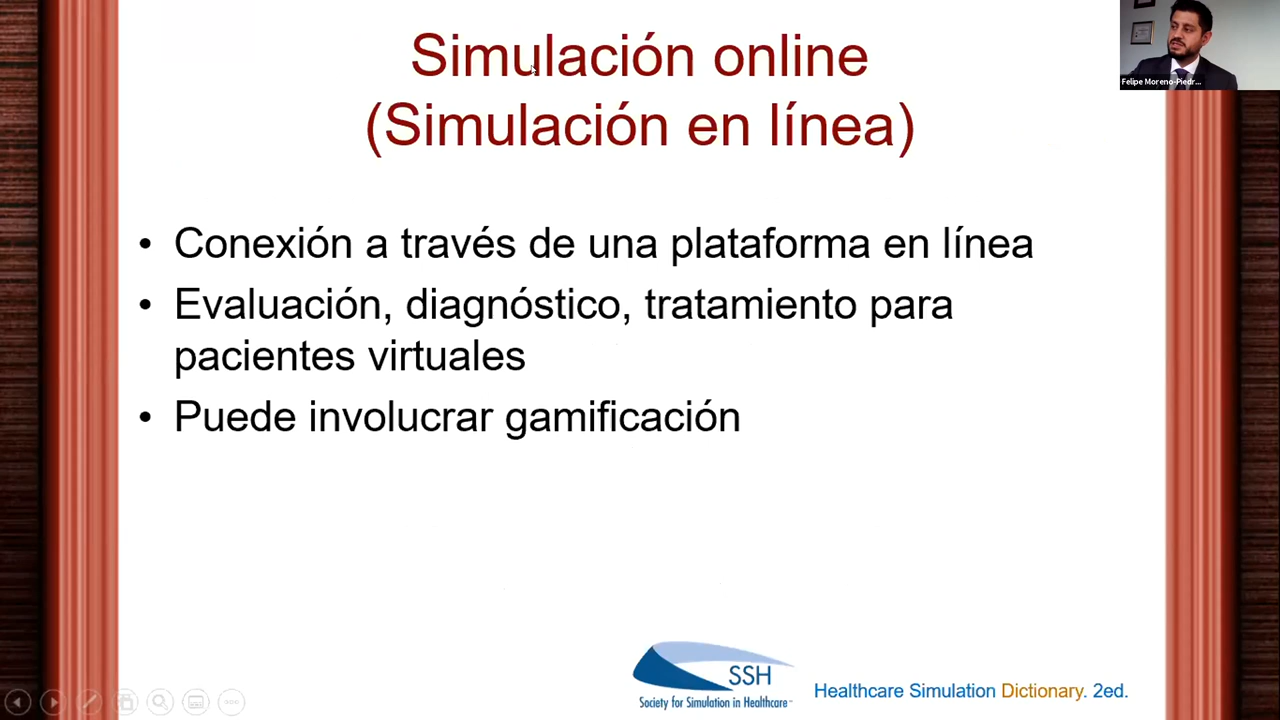 Simulación online
(Simulación en línea)
Felipe Moreno-Piedr...
• Conexión a través de una plataforma en línea
• Evaluación, diagnóstico, tratamiento para
pacientes virtuales
• Puede involucrar gamificación
SSH
Society for Simulation in Healthcare
Healthcare Simulation Dictionary. 2ed.